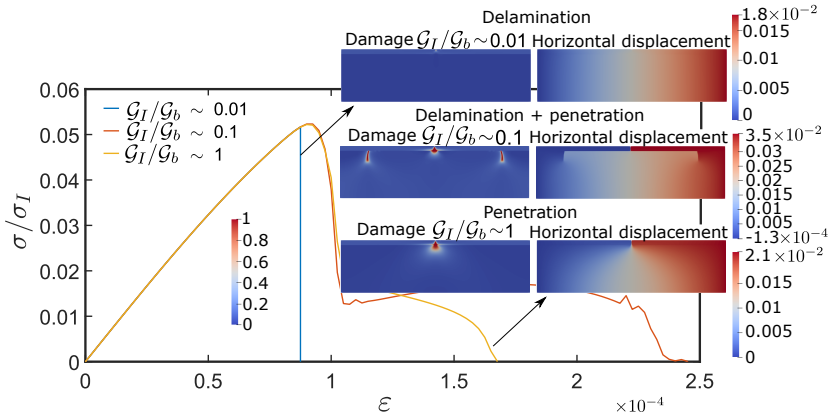 Delamination
Damage 𝒢_I/𝒢_b~0.01 Horizontal displacement
1.8×10⁻²
0.015
0.01
0.005
0
Delamination + penetration
Damage 𝒢_I/𝒢_b~0.1 Horizontal displacement
3.5×10⁻²
0.03
0.02
0.01
0
-1.3×10⁻⁴
Penetration
Damage 𝒢_I/𝒢_b~1 Horizontal displacement
2.1×10⁻²
0.015
0.01
0.005
0
𝒢_I/𝒢_b ~ 0.01
𝒢_I/𝒢_b ~ 0.1
𝒢_I/𝒢_b ~ 1
1
0.8
0.6
0.4
0.2
0
σ/σ_I
0.06
0.05
0.04
0.03
0.02
0.01
0
0 0.5 1 1.5 2 2.5
ε ×10⁻⁴